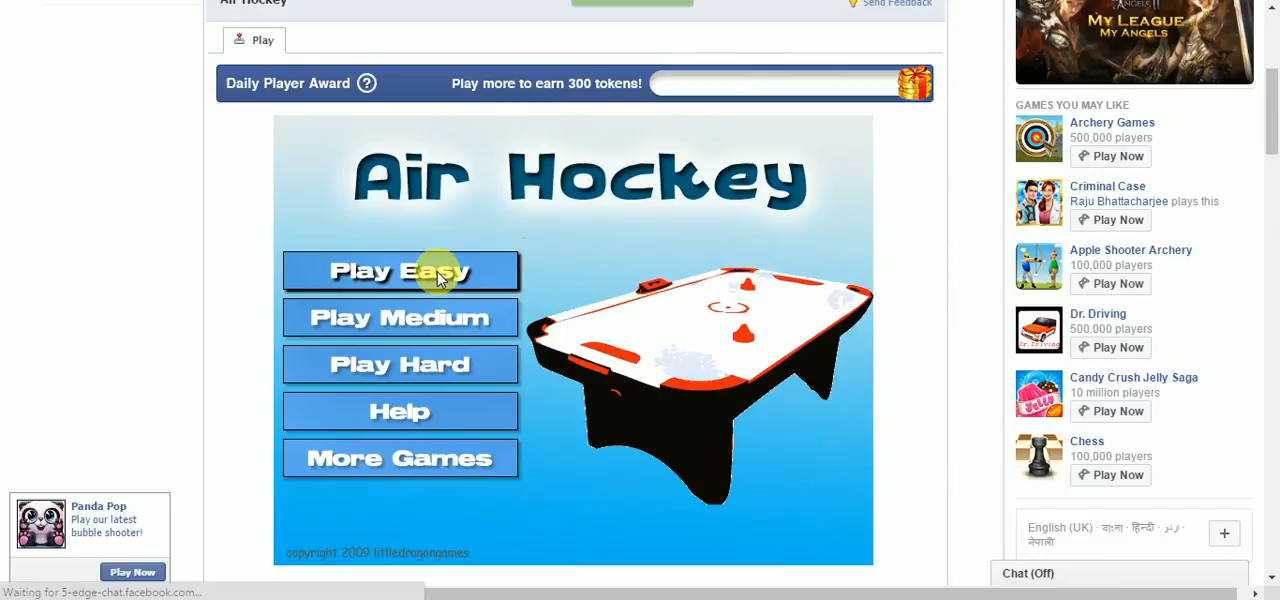 Air Hockey
Send Feedback
Play
Daily Player Award ?
Play more to earn 300 tokens!
Air Hockey
Play Easy
Play Medium
Play Hard
Help
More Games
copyright 2009 littledragongames
MY LEAGUE
MY ANGELS
GAMES YOU MAY LIKE
Archery Games
500,000 players
Play Now
Criminal Case
Raju Bhattacharjee plays this
Play Now
Apple Shooter Archery
100,000 players
Play Now
Dr. Driving
500,000 players
Play Now
Candy Crush Jelly Saga
10 million players
Play Now
Chess
100,000 players
Play Now
English (UK) · বাংলা · हिन्दी · اردو ·
नेपाली
+
Chat (Off)
Panda Pop
Play our latest
bubble shooter!
Play Now
Waiting for 5-edge-chat.facebook.com...